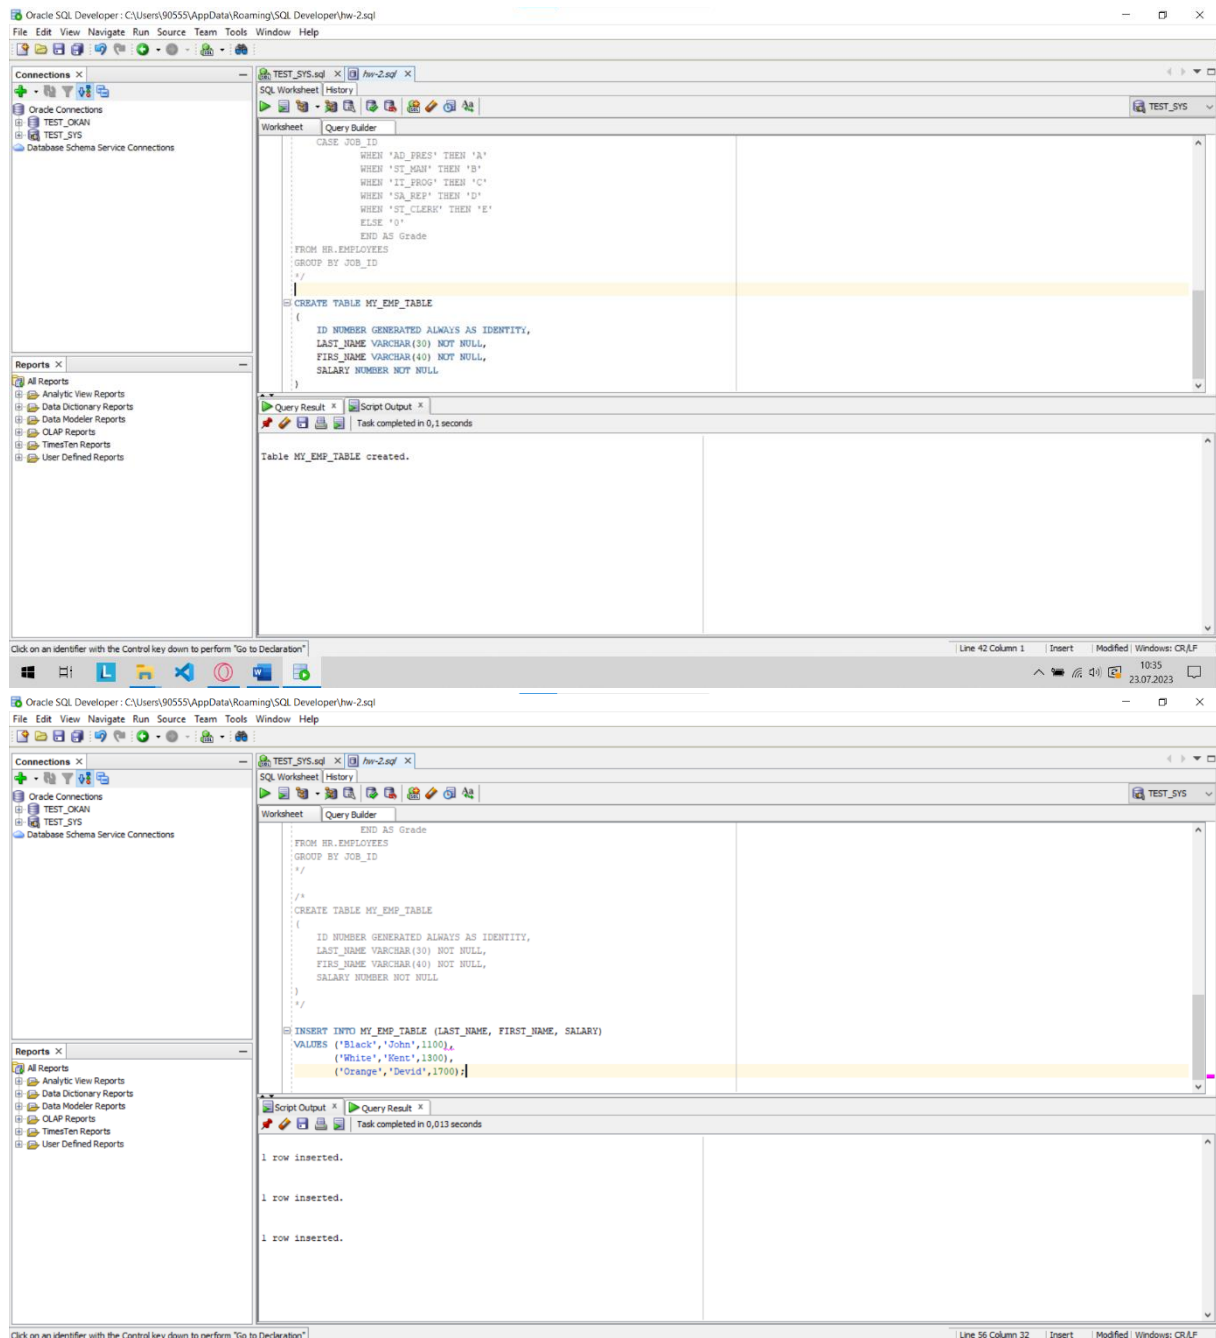 Oracle SQL Developer : C:\Users\90555\AppData\Roaming\SQL Developer\hw-2.sql
File Edit View Navigate Run Source Team Tools Window Help
Connections
Oracle Connections
TEST_OKAN
TEST_SYS
Database Schema Service Connections
Reports
All Reports
Analytic View Reports
Data Dictionary Reports
Data Modeler Reports
OLAP Reports
TimesTen Reports
User Defined Reports
TEST_SYS.sql hw-2.sql
SQL Worksheet History
TEST_SYS
Worksheet Query Builder
CASE JOB_ID
WHEN 'AD_PRES' THEN 'A'
WHEN 'ST_MAN' THEN 'B'
WHEN 'IT_PROG' THEN 'C'
WHEN 'SA_REP' THEN 'D'
WHEN 'ST_CLERK' THEN 'E'
ELSE '0'
END AS Grade
FROM HR.EMPLOYEES
GROUP BY JOB_ID
*/
CREATE TABLE MY_EMP_TABLE
(
ID NUMBER GENERATED ALWAYS AS IDENTITY,
LAST_NAME VARCHAR(30) NOT NULL,
FIRS_NAME VARCHAR(40) NOT NULL,
SALARY NUMBER NOT NULL
)
Query Result Script Output
Task completed in 0,1 seconds
Table MY_EMP_TABLE created.
Click on an identifier with the Control key down to perform "Go to Declaration"
Line 42 Column 1 Insert Modified Windows: CR/LF
10:35
23.07.2023
Oracle SQL Developer : C:\Users\90555\AppData\Roaming\SQL Developer\hw-2.sql
File Edit View Navigate Run Source Team Tools Window Help
Connections
Oracle Connections
TEST_OKAN
TEST_SYS
Database Schema Service Connections
Reports
All Reports
Analytic View Reports
Data Dictionary Reports
Data Modeler Reports
OLAP Reports
TimesTen Reports
User Defined Reports
TEST_SYS.sql hw-2.sql
SQL Worksheet History
TEST_SYS
Worksheet Query Builder
END AS Grade
FROM HR.EMPLOYEES
GROUP BY JOB_ID
*/
/*
CREATE TABLE MY_EMP_TABLE
(
ID NUMBER GENERATED ALWAYS AS IDENTITY,
LAST_NAME VARCHAR(30) NOT NULL,
FIRS_NAME VARCHAR(40) NOT NULL,
SALARY NUMBER NOT NULL
)
*/
INSERT INTO MY_EMP_TABLE (LAST_NAME, FIRST_NAME, SALARY)
VALUES ('Black','John',1100),
('White','Kent',1300),
('Orange','Devid',1700);
Script Output Query Result
Task completed in 0,013 seconds
1 row inserted.
1 row inserted.
1 row inserted.
Click on an identifier with the Control key down to perform "Go to Declaration"
Line 56 Column 32 Insert Modified Windows: CR/LF